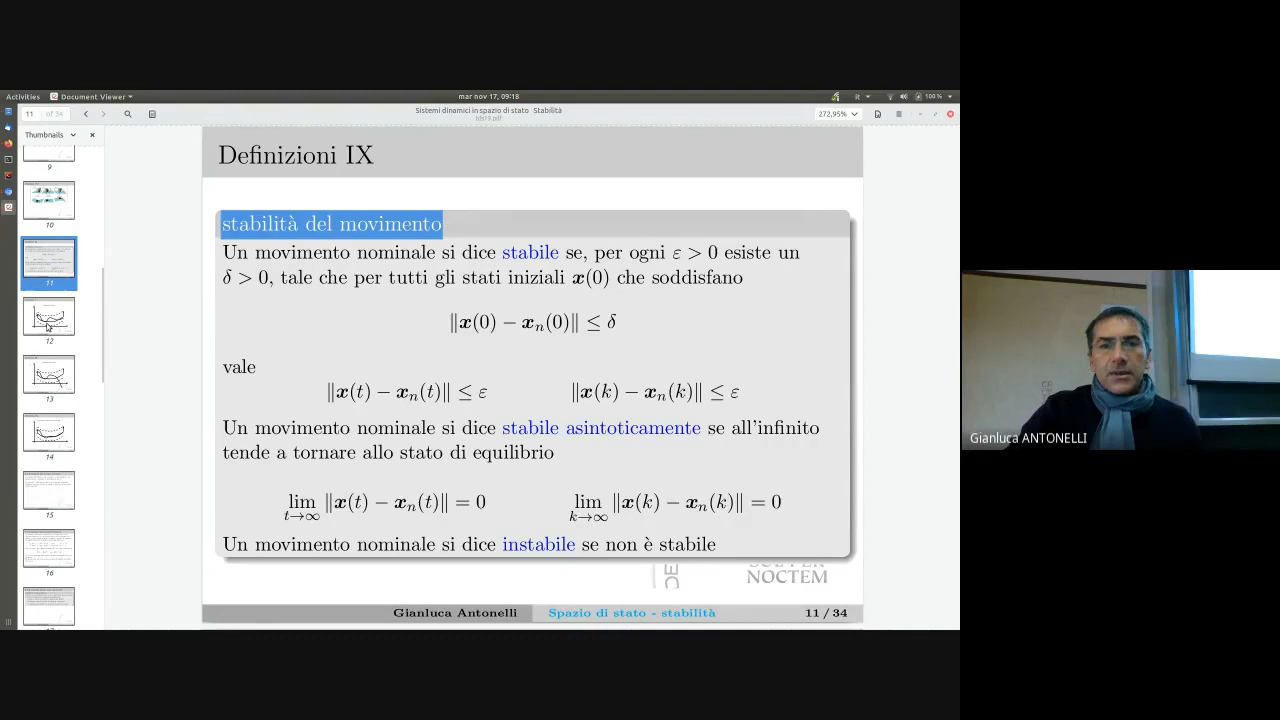 Activities
Document Viewer
mar nov 17, 09:18
it
100 %
11
of 34
Sistemi dinamici in spazio di stato Stabilità
272,95%
Thumbnails
9
10
11
12
13
14
15
16
Definizioni IX
stabilità del movimento
Un movimento nominale si dice stabile se, per ogni ε > 0 esiste un
δ > 0, tale che per tutti gli stati iniziali x(0) che soddisfano
‖x(0) − xₙ(0)‖ ≤ δ
vale
‖x(t) − xₙ(t)‖ ≤ ε ‖x(k) − xₙ(k)‖ ≤ ε
Un movimento nominale si dice stabile asintoticamente se all'infinito
tende a tornare allo stato di equilibrio
lim t→∞ ‖x(t) − xₙ(t)‖ = 0 lim k→∞ ‖x(k) − xₙ(k)‖ = 0
Un movimento nominale si dice instabile se non è stabile
NOCTEM
Gianluca Antonelli
Spazio di stato - stabilità
11 / 34
Gianluca ANTONELLI